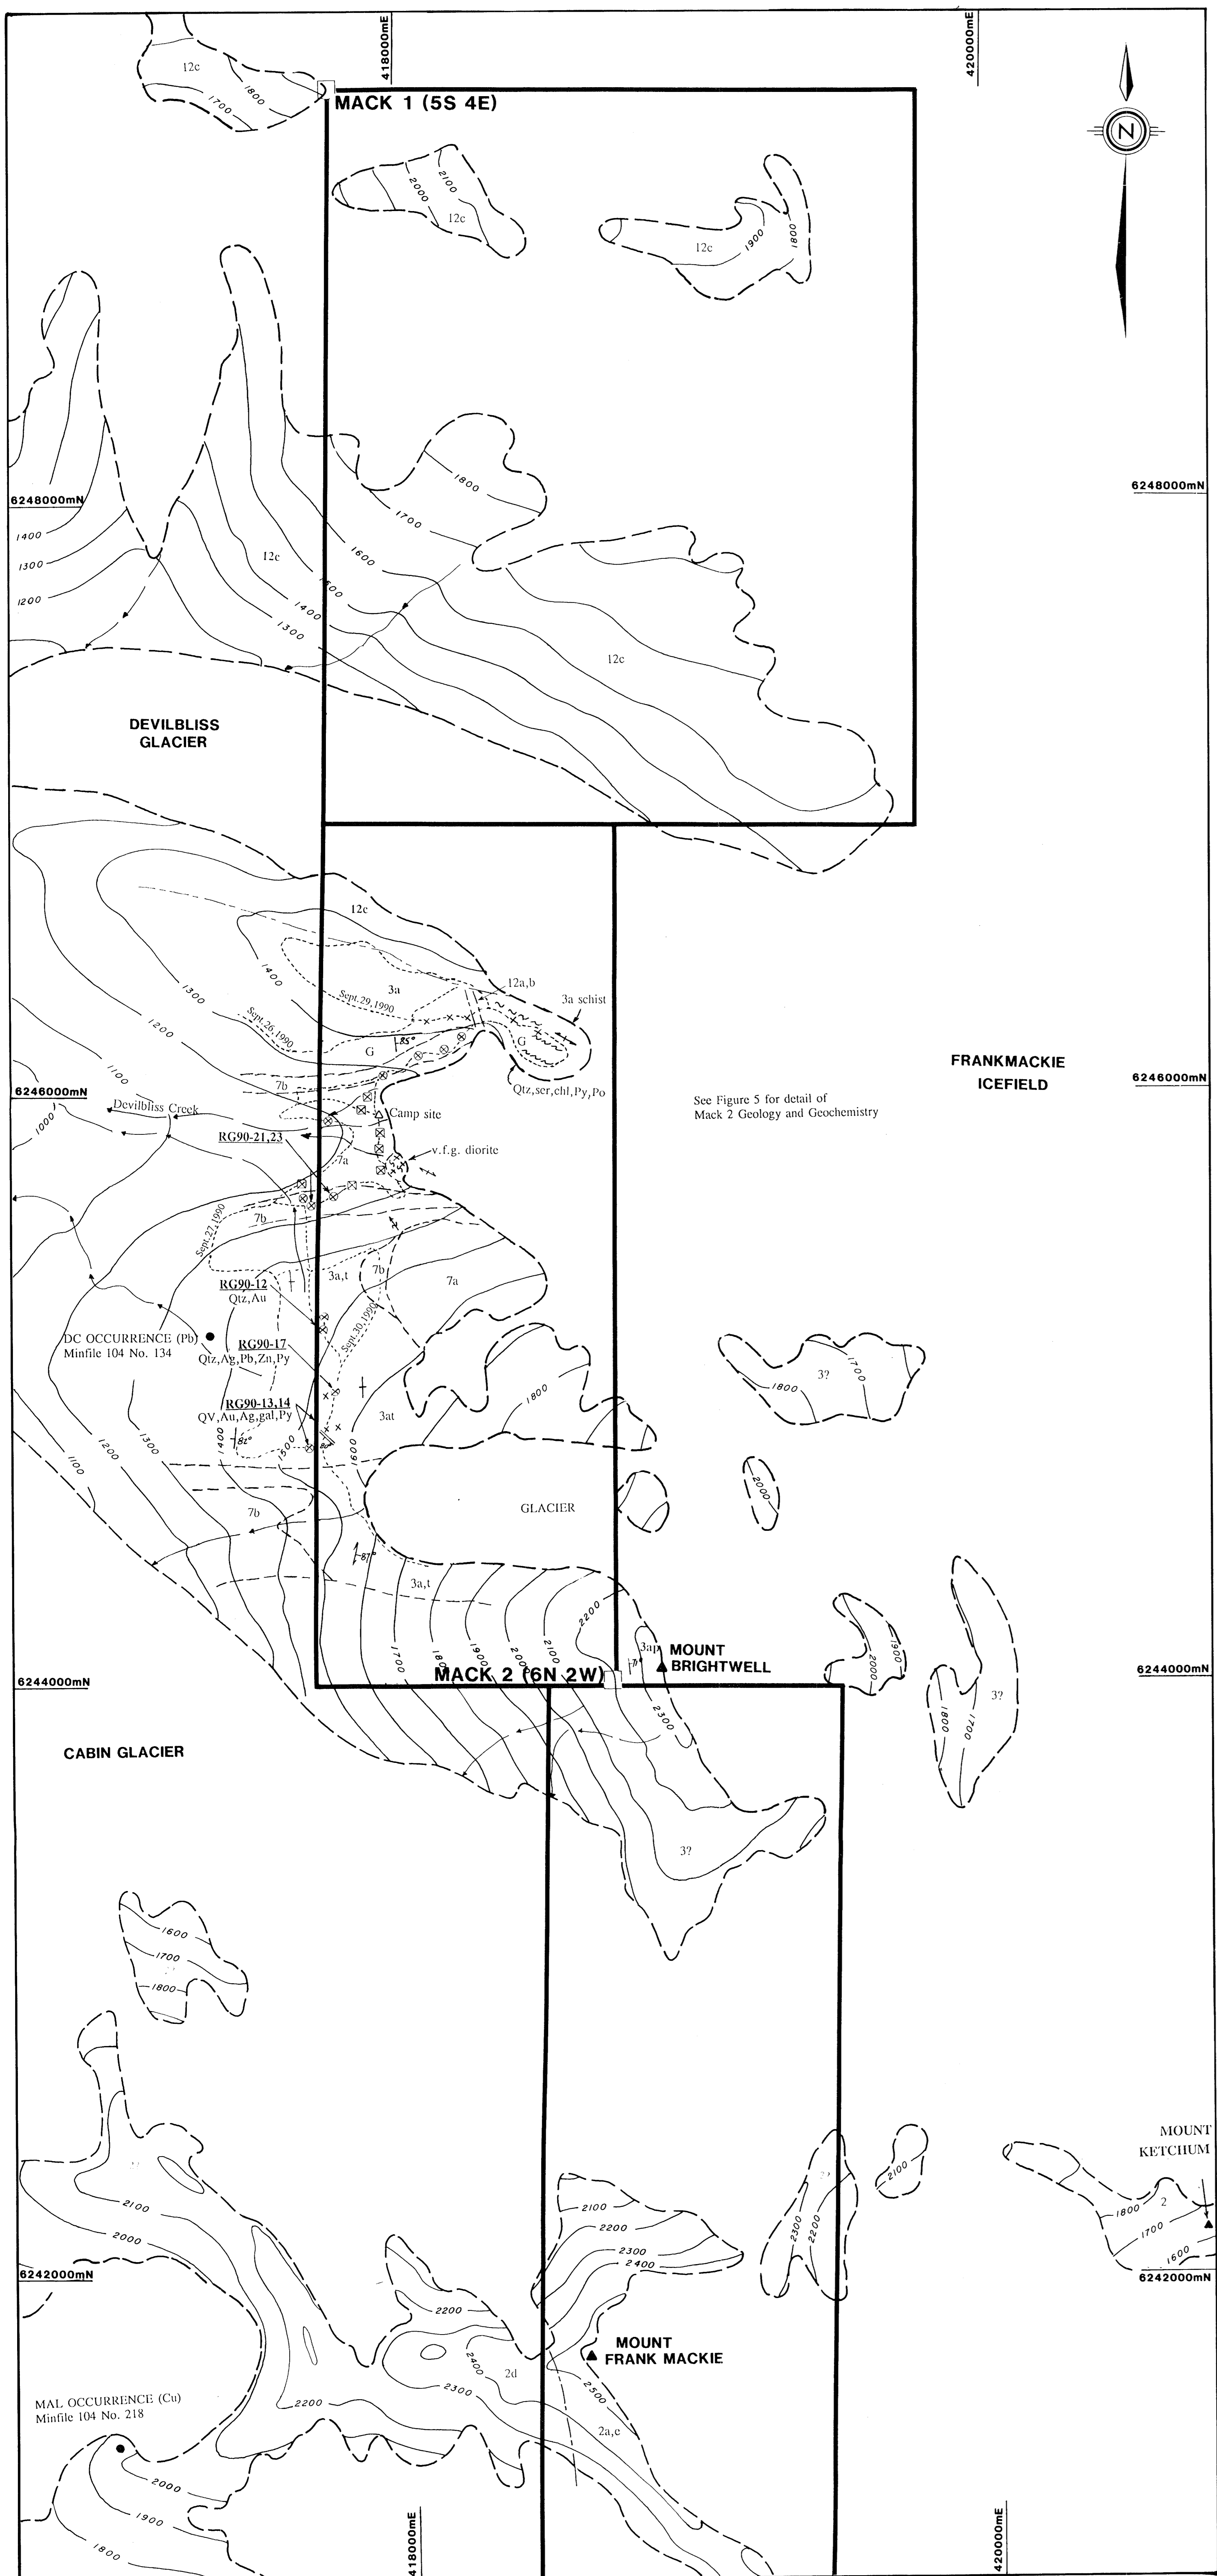 418000mE
420000mE
12c
1800
1700
MACK 1 (5S 4E)
N
2100
2000
12c
12c
1900
1800
1800
6248000mN
6248000mN
1700
1400
1600
12c
1300
1200
1400
1300
12c
DEVILBLISS
GLACIER
12c
1400
3a
12a,b
3a schist
1300
Sept.29,1990
Sept.26,1990
1200
G
85°
G
FRANKMACKIE
ICEFIELD
1100
7b
6246000mN
6246000mN
Qtz,ser,chl,Py,Po
See Figure 5 for detail of
Mack 2 Geology and Geochemistry
Devilbliss Creek
Camp site
1000
RG90-21,23
v.f.g. diorite
7a
Sept.27,1990
7b
3a,t
7b
7a
RG90-12
Qtz,Au
Sept.30,1990
DC OCCURRENCE (Pb)
Minfile 104 No. 134
RG90-17
Qtz,Ag,Pb,Zn,Py
1700
3?
1800
1800
RG90-13,14
QV,Au,Ag,gal,Py
3at
82°
1400
1500
1600
1300
1200
1100
2000
GLACIER
7b
87°
3a,t
2200
3ap
MOUNT
BRIGHTWELL
1900
2000
1700
1900
2100
MACK 2 (6N 2W)
6244000mN
6244000mN
2300
3?
1800
1700
CABIN GLACIER
3?
1600
1700
1800
MOUNT
KETCHUM
2100
2100
2000
2100
2200
2300
2400
2300
2200
1800
2
1700
1600
6242000mN
6242000mN
2200
MOUNT
FRANK MACKIE
2400
2d
2300
2500
2200
2a,e
MAL OCCURRENCE (Cu)
Minfile 104 No. 218
2000
1900
1800
418000mE
420000mE